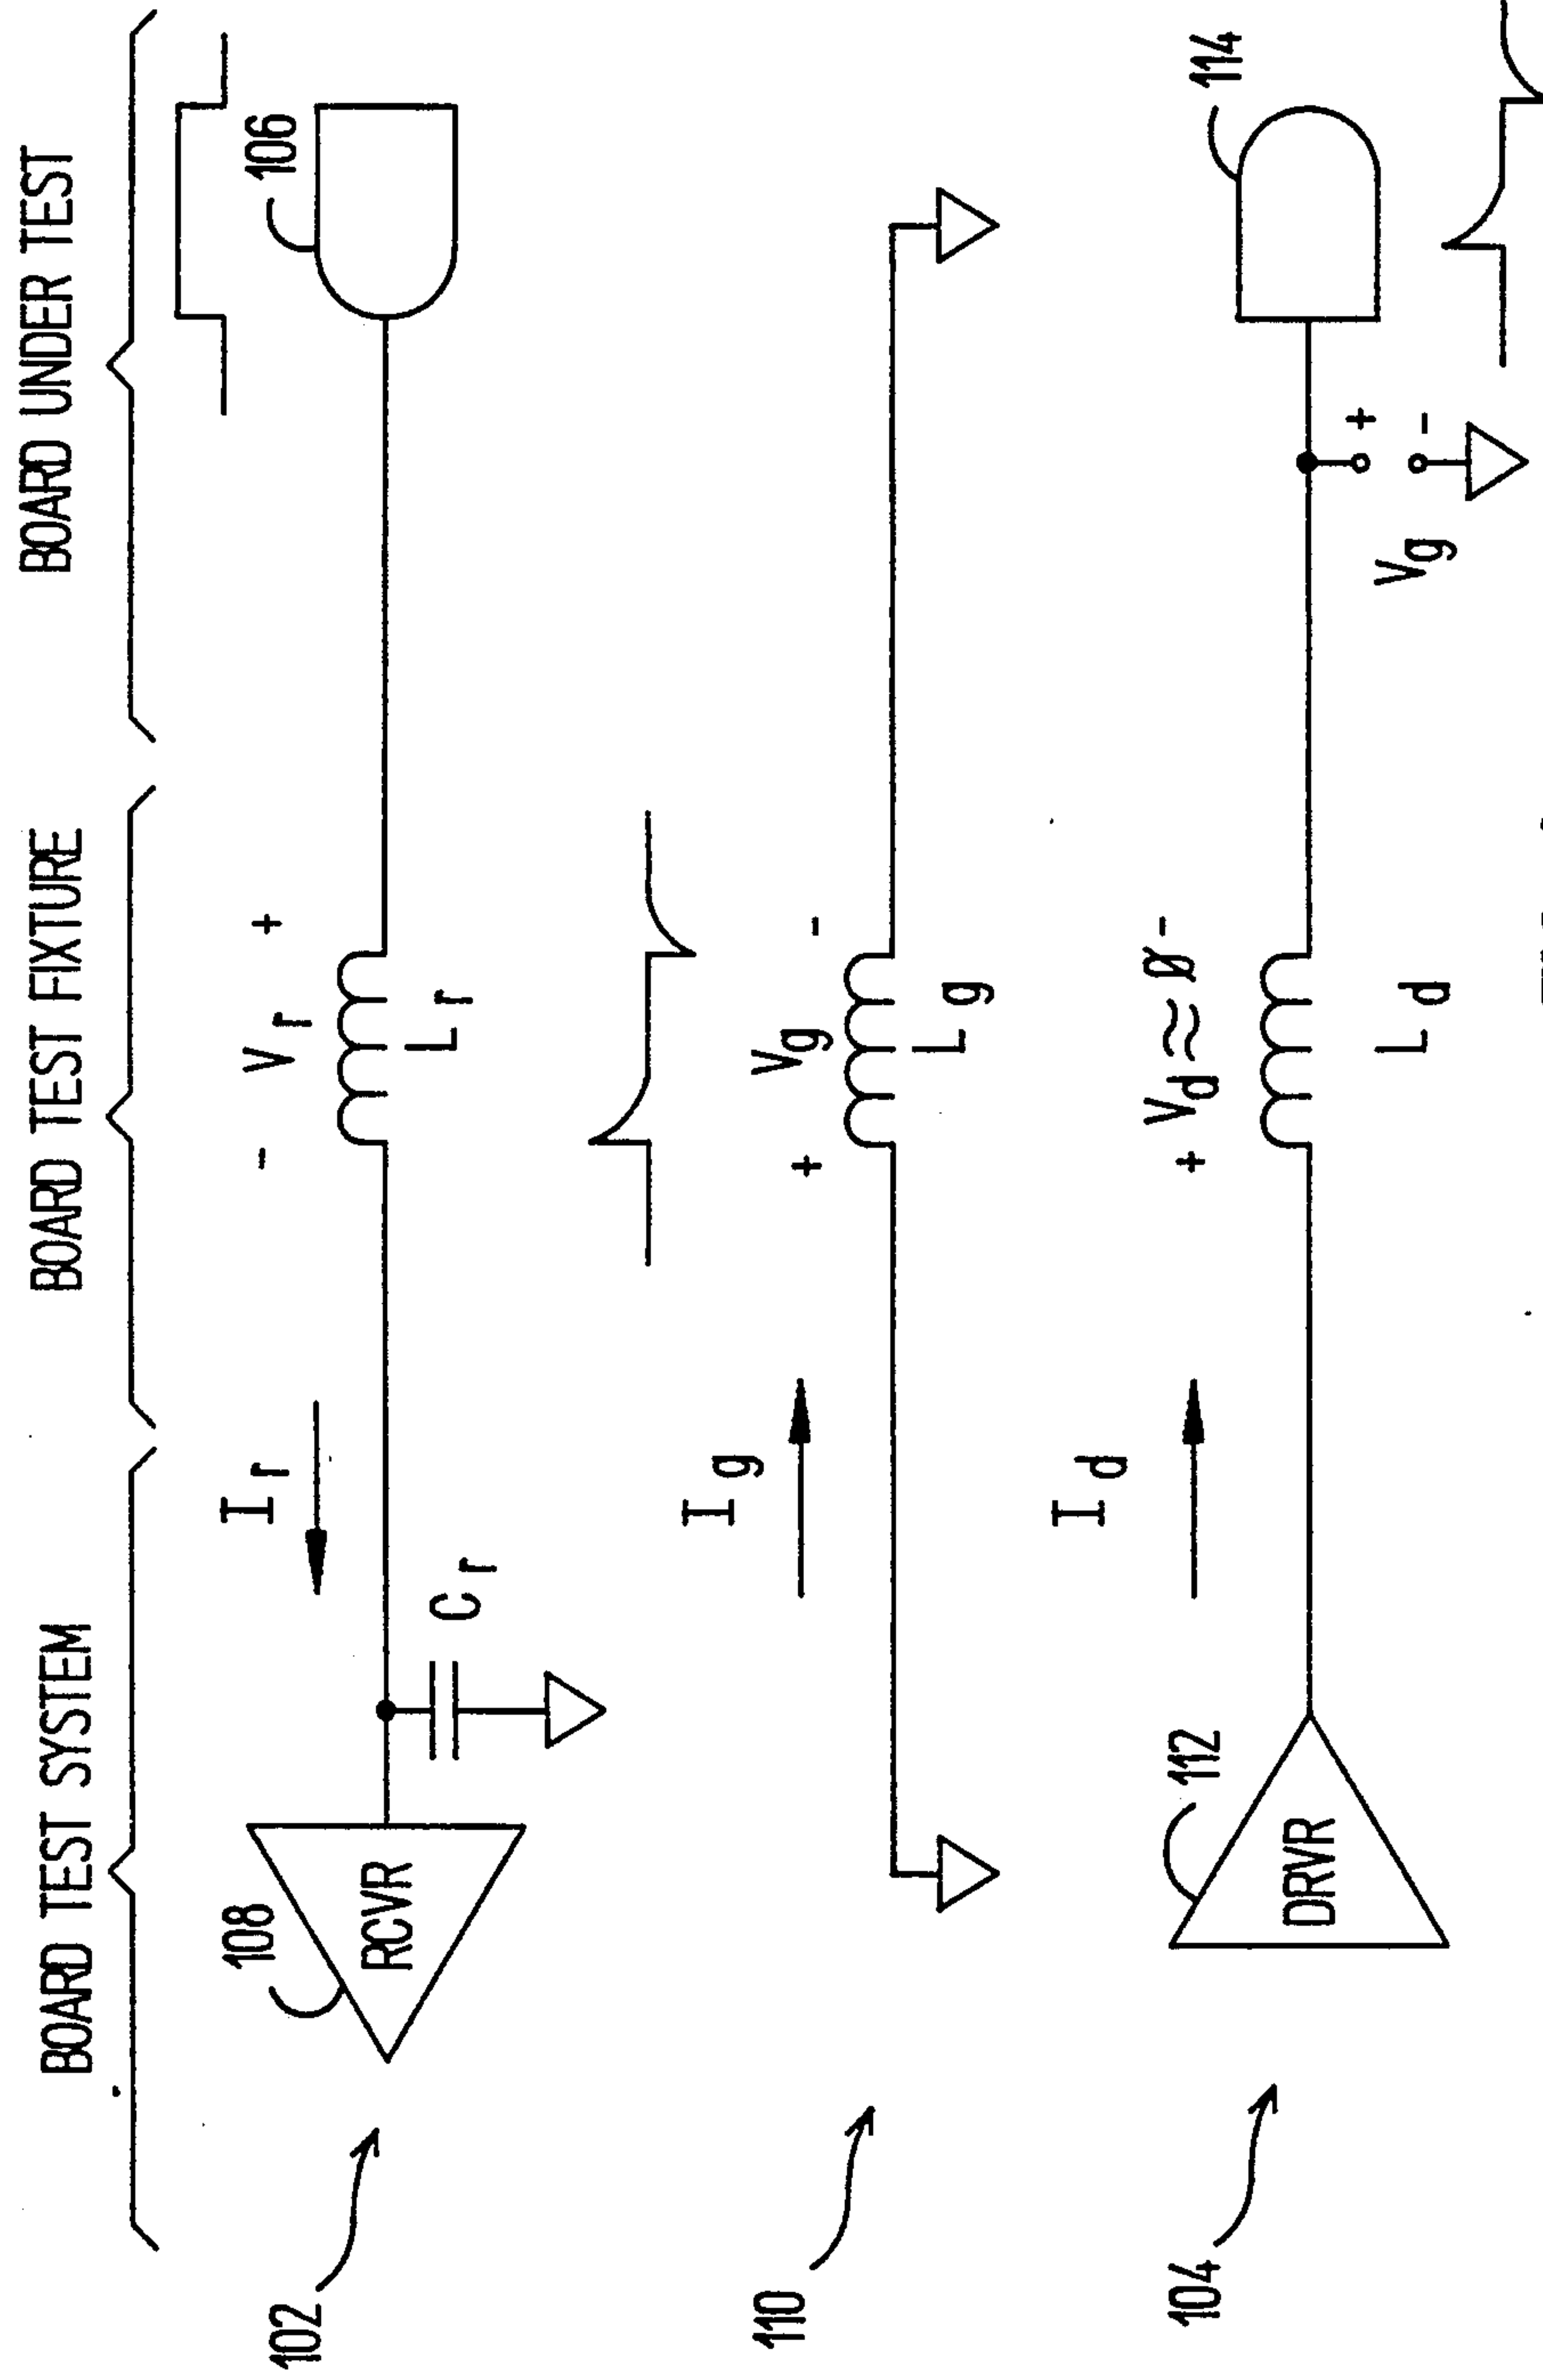 BOARD TEST SYSTEM
BOARD TEST FIXTURE
BOARD UNDER TEST
102
108
RCVR
I r
C r
- V r +
L r
106
110
I g
+ V g -
L g
104
112
DRVR
I d
+ V d ≈ Ø -
L d
V g
+
-
114